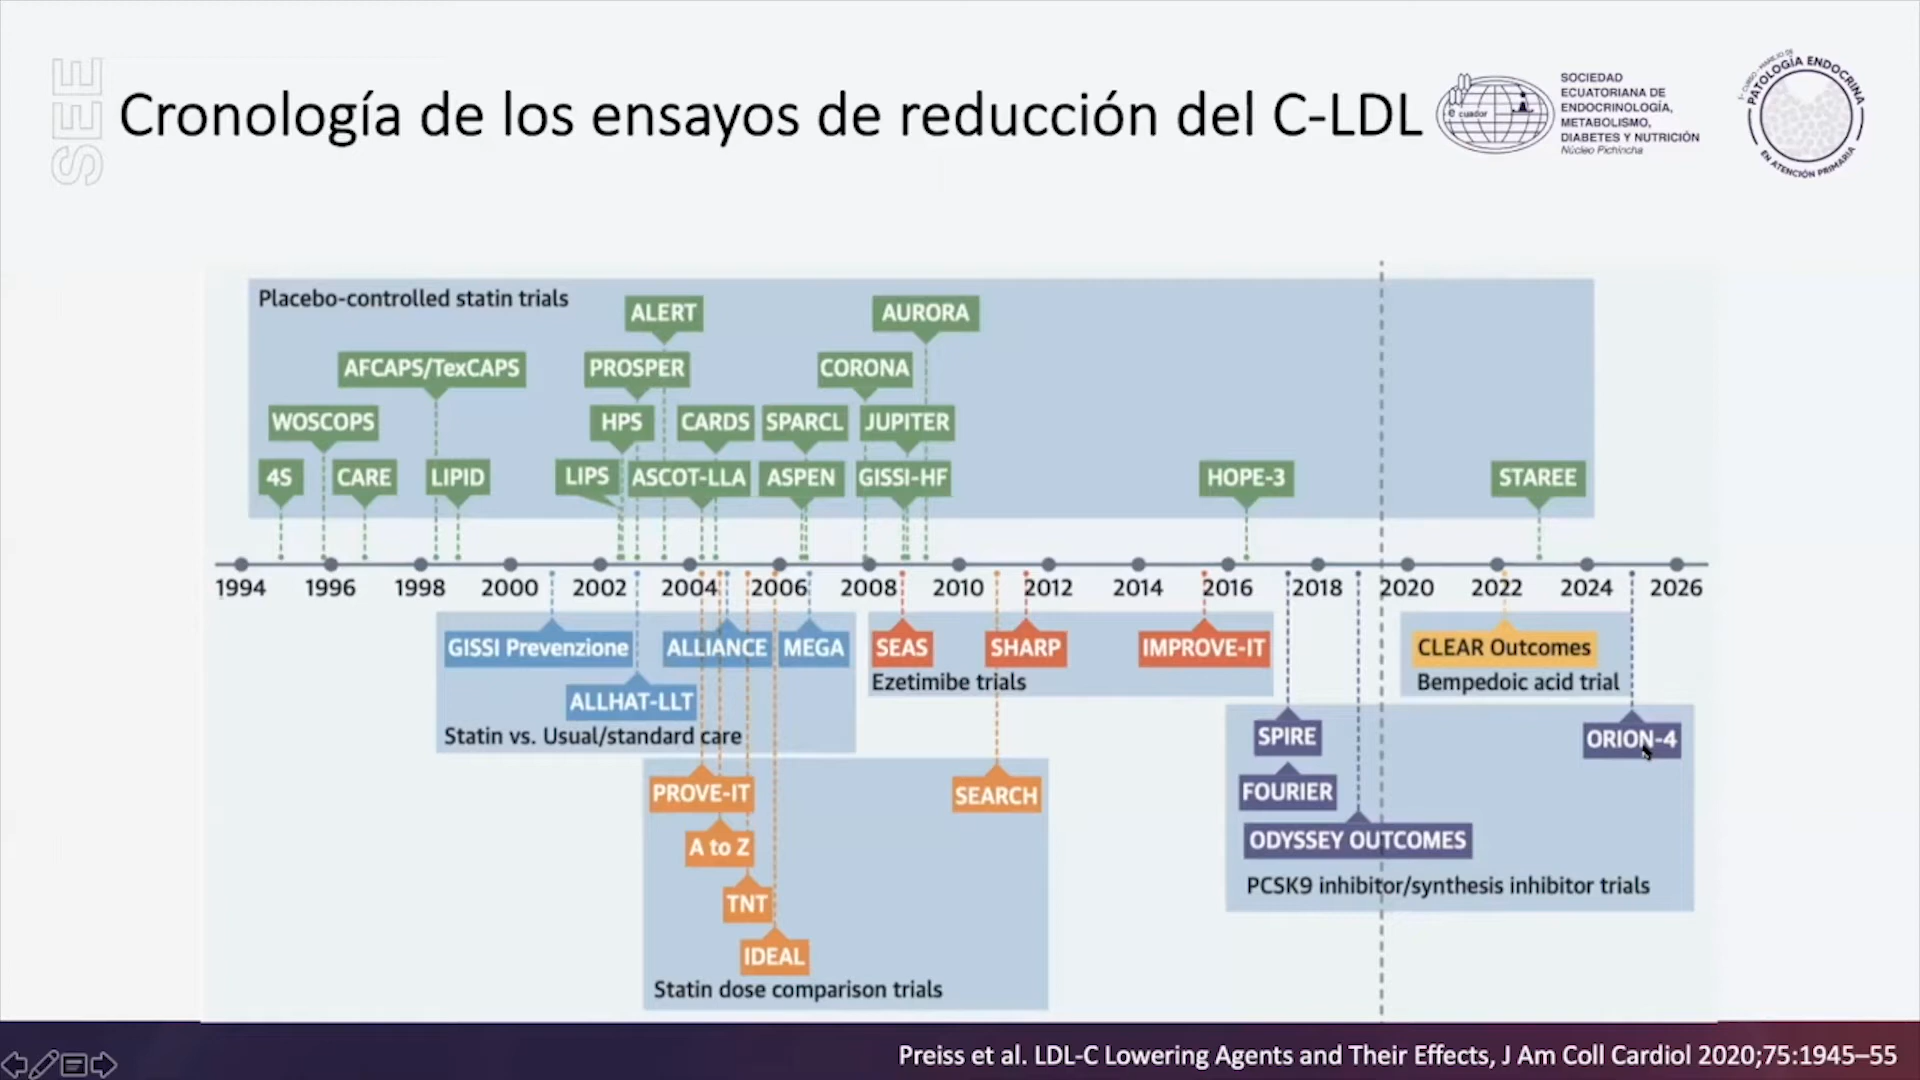 SEE
Cronología de los ensayos de reducción del C-LDL
e cuador
SOCIEDAD
ECUATORIANA DE
ENDOCRINOLOGÍA,
METABOLISMO,
DIABETES Y NUTRICIÓN
Núcleo Pichincha
1º CURSO - MANEJO DE
PATOLOGÍA ENDOCRINA
EN ATENCIÓN PRIMARIA
Placebo-controlled statin trials
ALERT
AURORA
AFCAPS/TexCAPS
PROSPER
CORONA
WOSCOPS
HPS
CARDS
SPARCL
JUPITER
4S
CARE
LIPID
LIPS
ASCOT-LLA
ASPEN
GISSI-HF
HOPE-3
STAREE
1994 1996 1998 2000 2002 2004 2006 2008 2010 2012 2014 2016 2018 2020 2022 2024 2026
GISSI Prevenzione
ALLIANCE
MEGA
ALLHAT-LLT
Statin vs. Usual/standard care
SEAS
SHARP
IMPROVE-IT
Ezetimibe trials
CLEAR Outcomes
Bempedoic acid trial
PROVE-IT
SEARCH
A to Z
TNT
IDEAL
Statin dose comparison trials
SPIRE
ORION-4
FOURIER
ODYSSEY OUTCOMES
PCSK9 inhibitor/synthesis inhibitor trials
Preiss et al. LDL-C Lowering Agents and Their Effects, J Am Coll Cardiol 2020;75:1945–55